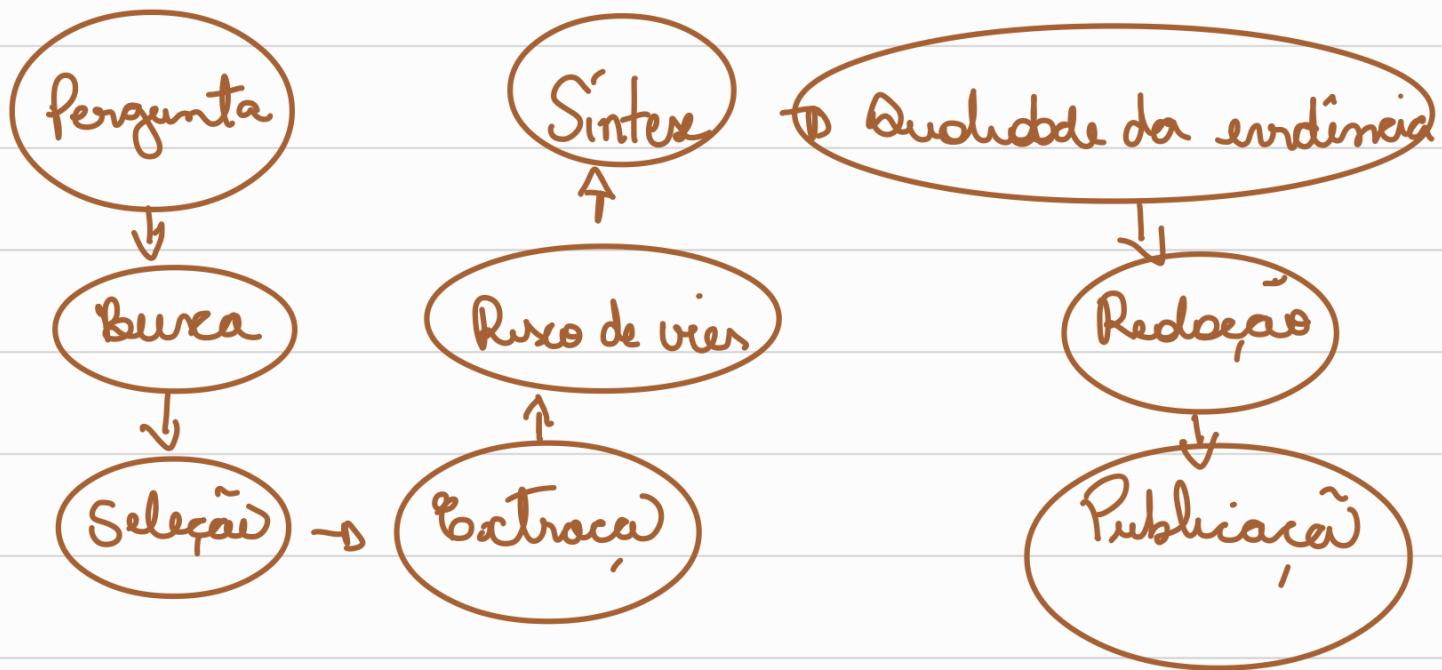 Pergunta
Busca
Seleção
Extração
Risco de viés
Síntese
Qualidade da evidência
Redação
Publicação